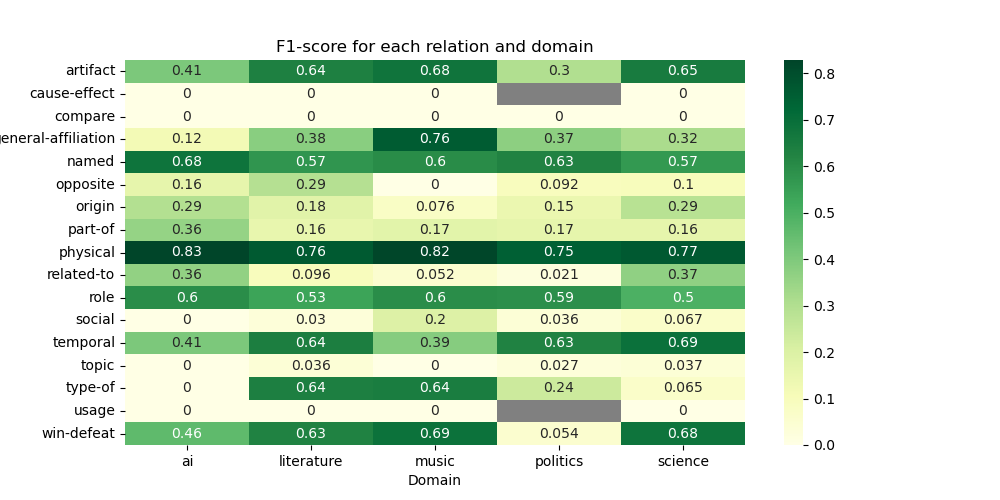 F1-score for each relation and domain
artifact 0.41 0.64 0.68 0.3 0.65
cause-effect 0 0 0 0
compare 0 0 0 0 0
eneral-affiliation 0.12 0.38 0.76 0.37 0.32
named 0.68 0.57 0.6 0.63 0.57
opposite 0.16 0.29 0 0.092 0.1
origin 0.29 0.18 0.076 0.15 0.29
part-of 0.36 0.16 0.17 0.17 0.16
physical 0.83 0.76 0.82 0.75 0.77
related-to 0.36 0.096 0.052 0.021 0.37
role 0.6 0.53 0.6 0.59 0.5
social 0 0.03 0.2 0.036 0.067
temporal 0.41 0.64 0.39 0.63 0.69
topic 0 0.036 0 0.027 0.037
type-of 0 0.64 0.64 0.24 0.065
usage 0 0 0 0
win-defeat 0.46 0.63 0.69 0.054 0.68
ai literature music politics science
Domain
0.8
0.7
0.6
0.5
0.4
0.3
0.2
0.1
0.0